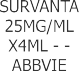 SURVANTA
25MG/ML
X4ML - -
ABBVIE